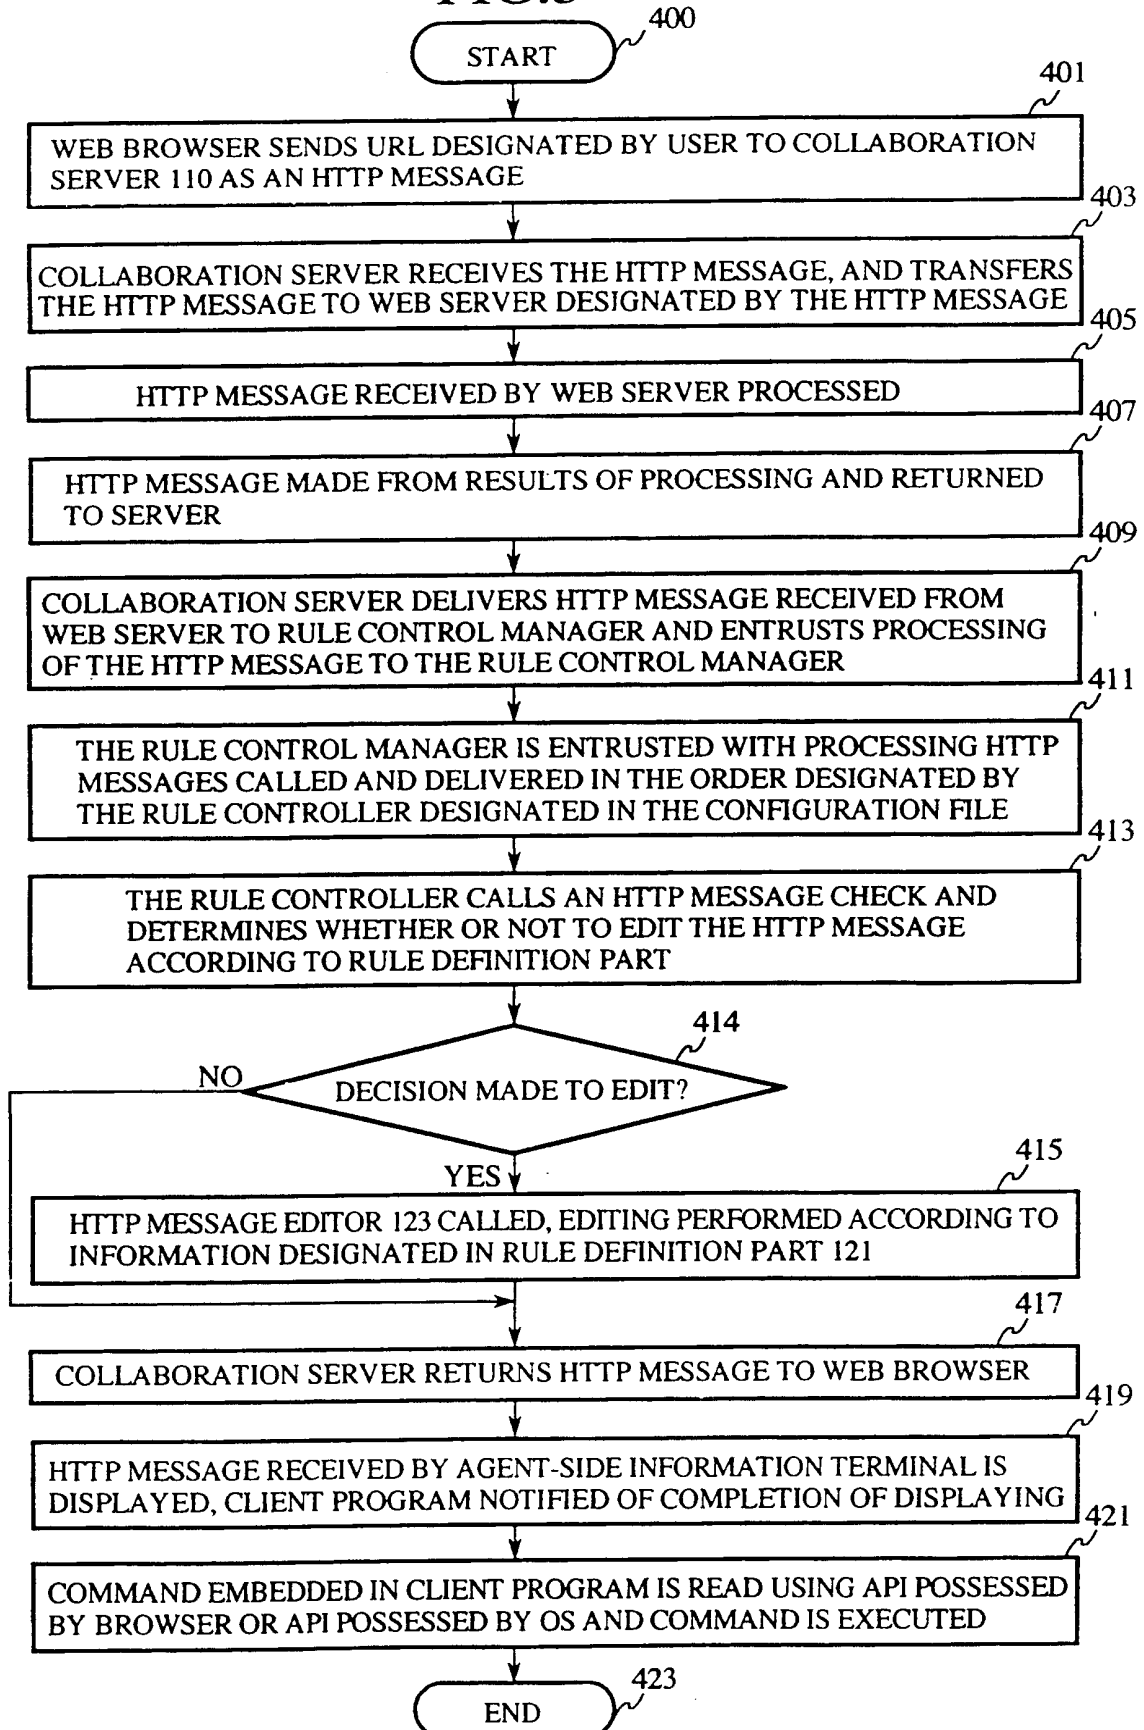 400
START
401
WEB BROWSER SENDS URL DESIGNATED BY USER TO COLLABORATION
SERVER 110 AS AN HTTP MESSAGE
403
COLLABORATION SERVER RECEIVES THE HTTP MESSAGE, AND TRANSFERS
THE HTTP MESSAGE TO WEB SERVER DESIGNATED BY THE HTTP MESSAGE
405
HTTP MESSAGE RECEIVED BY WEB SERVER PROCESSED
407
HTTP MESSAGE MADE FROM RESULTS OF PROCESSING AND RETURNED
TO SERVER
409
COLLABORATION SERVER DELIVERS HTTP MESSAGE RECEIVED FROM
WEB SERVER TO RULE CONTROL MANAGER AND ENTRUSTS PROCESSING
OF THE HTTP MESSAGE TO THE RULE CONTROL MANAGER
411
THE RULE CONTROL MANAGER IS ENTRUSTED WITH PROCESSING HTTP
MESSAGES CALLED AND DELIVERED IN THE ORDER DESIGNATED BY
THE RULE CONTROLLER DESIGNATED IN THE CONFIGURATION FILE
413
THE RULE CONTROLLER CALLS AN HTTP MESSAGE CHECK AND
DETERMINES WHETHER OR NOT TO EDIT THE HTTP MESSAGE
ACCORDING TO RULE DEFINITION PART
414
NO
DECISION MADE TO EDIT?
YES
415
HTTP MESSAGE EDITOR 123 CALLED, EDITING PERFORMED ACCORDING TO
INFORMATION DESIGNATED IN RULE DEFINITION PART 121
417
COLLABORATION SERVER RETURNS HTTP MESSAGE TO WEB BROWSER
419
HTTP MESSAGE RECEIVED BY AGENT-SIDE INFORMATION TERMINAL IS
DISPLAYED, CLIENT PROGRAM NOTIFIED OF COMPLETION OF DISPLAYING
421
COMMAND EMBEDDED IN CLIENT PROGRAM IS READ USING API POSSESSED
BY BROWSER OR API POSSESSED BY OS AND COMMAND IS EXECUTED
423
END